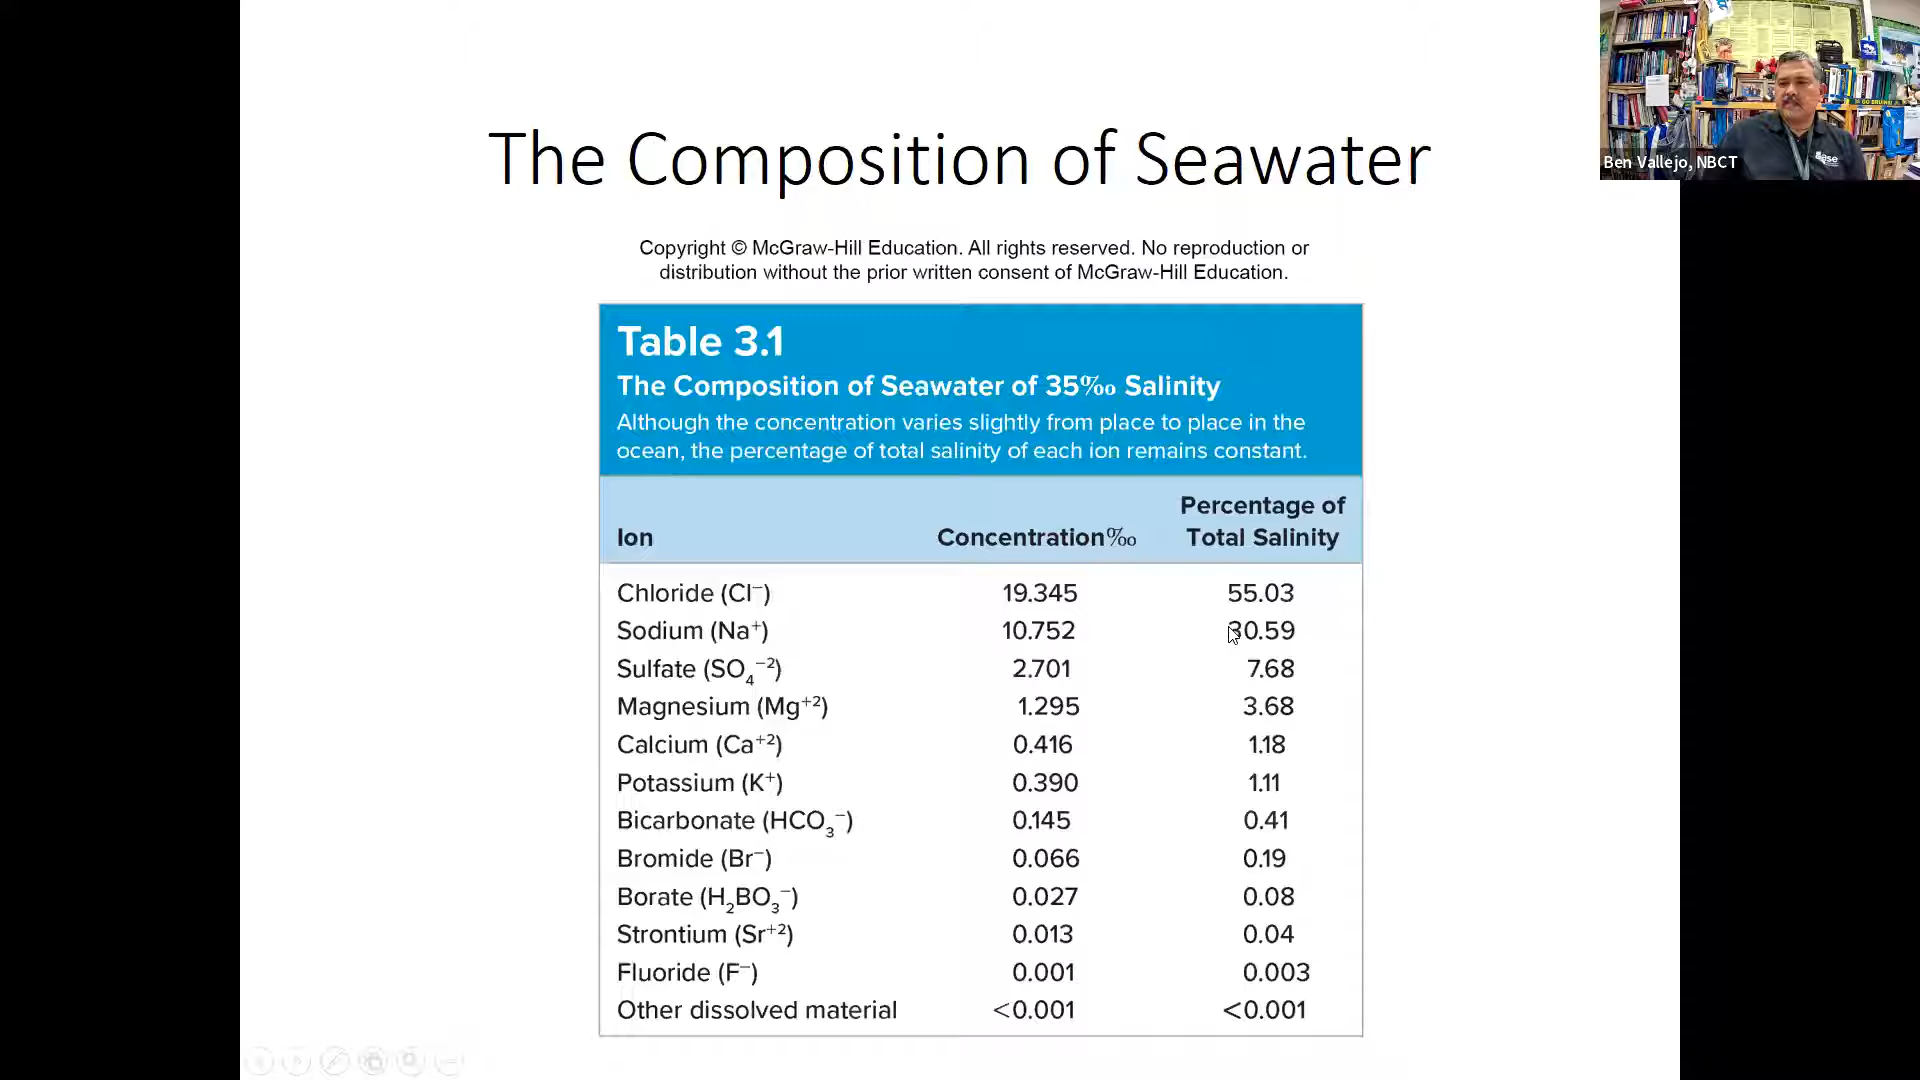 The Composition of Seawater
Copyright © McGraw-Hill Education. All rights reserved. No reproduction or
distribution without the prior written consent of McGraw-Hill Education.
Table 3.1
The Composition of Seawater of 35‰ Salinity
Although the concentration varies slightly from place to place in the
ocean, the percentage of total salinity of each ion remains constant.
Ion Concentration‰ Percentage of Total Salinity
Chloride (Cl⁻) 19.345 55.03
Sodium (Na⁺) 10.752 30.59
Sulfate (SO₄⁻²) 2.701 7.68
Magnesium (Mg⁺²) 1.295 3.68
Calcium (Ca⁺²) 0.416 1.18
Potassium (K⁺) 0.390 1.11
Bicarbonate (HCO₃⁻) 0.145 0.41
Bromide (Br⁻) 0.066 0.19
Borate (H₂BO₃⁻) 0.027 0.08
Strontium (Sr⁺²) 0.013 0.04
Fluoride (F⁻) 0.001 0.003
Other dissolved material <0.001 <0.001
Ben Vallejo, NBCT
GO BRUINS!